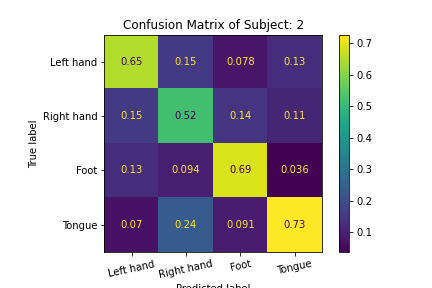 Confusion Matrix of Subject: 2
True label
Left hand 0.65 0.15 0.078 0.13
Right hand 0.15 0.52 0.14 0.11
Foot 0.13 0.094 0.69 0.036
Tongue 0.07 0.24 0.091 0.73
Left hand Right hand Foot Tongue
Predicted label
0.7
0.6
0.5
0.4
0.3
0.2
0.1